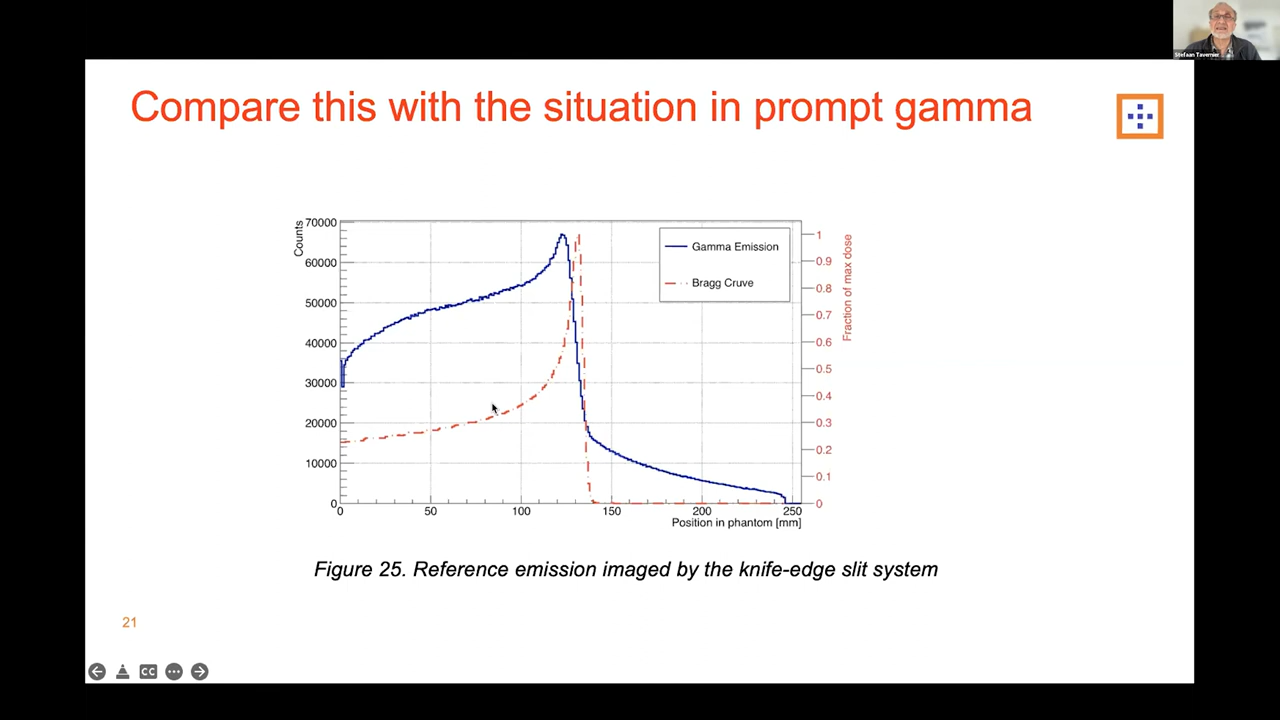 Stefaan Tavernier
Compare this with the situation in prompt gamma
Counts
70000
60000
50000
40000
30000
20000
10000
0
0 50 100 150 200 250
Position in phantom [mm]
Gamma Emission
Bragg Cruve
1
0.9
0.8
0.7
0.6
0.5
0.4
0.3
0.2
0.1
0
Fraction of max dose
Figure 25. Reference emission imaged by the knife-edge slit system
21
CC